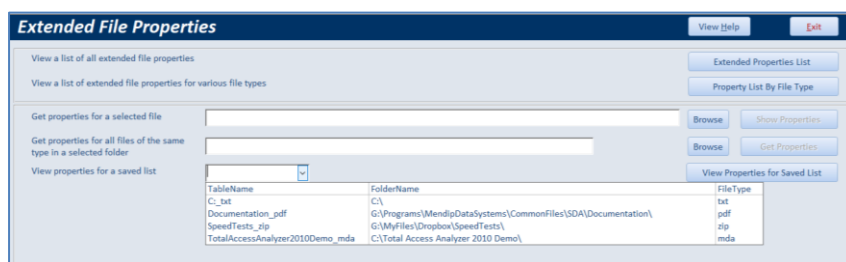 Extended File Properties View Help Exit
View a list of all extended file properties Extended Properties List
View a list of extended file properties for various file types Property List By File Type
Get properties for a selected file Browse Show Properties
Get properties for all files of the same
type in a selected folder Browse Get Properties
View properties for a saved list View Properties for Saved List
TableName FolderName FileType
C:_txt C:\ txt
Documentation_pdf G:\Programs\MendipDataSystems\CommonFiles\SDA\Documentation\ pdf
SpeedTests_zip G:\MyFiles\Dropbox\SpeedTests\ zip
TotalAccessAnalyzer2010Demo_mda C:\Total Access Analyzer 2010 Demo\ mda